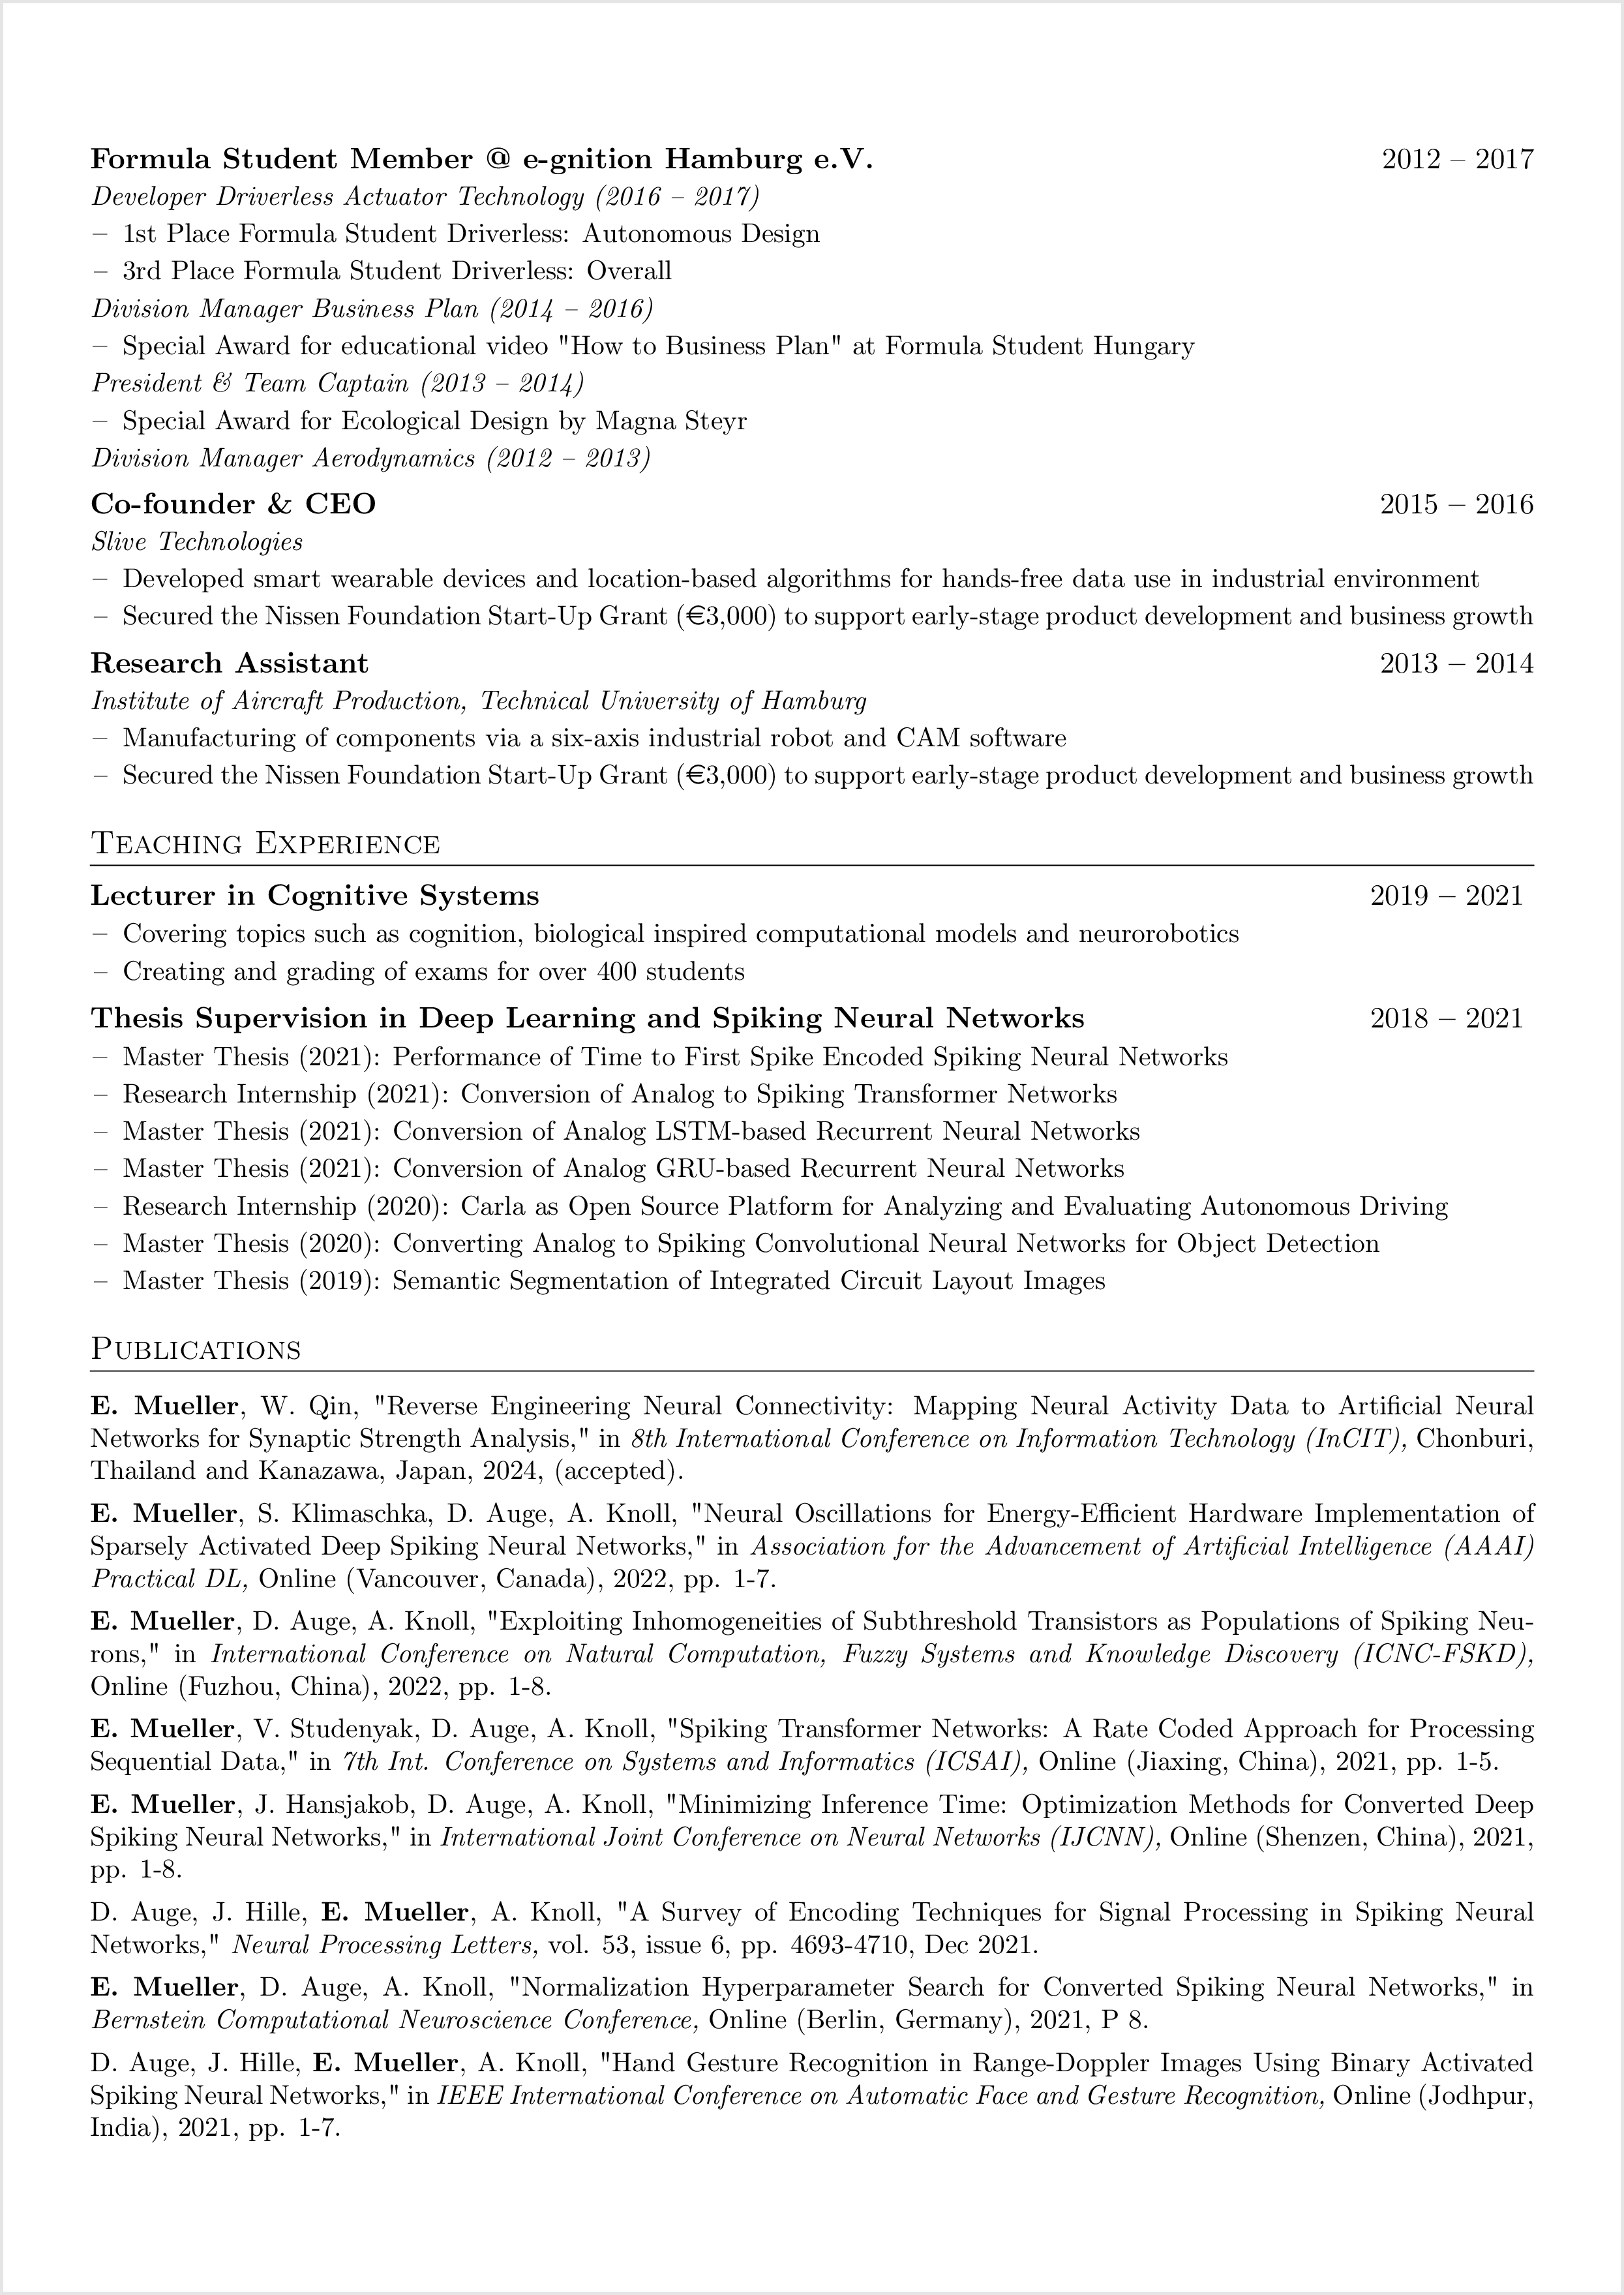 Formula Student Member @ e-gnition Hamburg e.V. 2012 – 2017
Developer Driverless Actuator Technology (2016 – 2017)
– 1st Place Formula Student Driverless: Autonomous Design
– 3rd Place Formula Student Driverless: Overall
Division Manager Business Plan (2014 – 2016)
– Special Award for educational video "How to Business Plan" at Formula Student Hungary
President & Team Captain (2013 – 2014)
– Special Award for Ecological Design by Magna Steyr
Division Manager Aerodynamics (2012 – 2013)
Co-founder & CEO 2015 – 2016
Slive Technologies
– Developed smart wearable devices and location-based algorithms for hands-free data use in industrial environment
– Secured the Nissen Foundation Start-Up Grant (€3,000) to support early-stage product development and business growth
Research Assistant 2013 – 2014
Institute of Aircraft Production, Technical University of Hamburg
– Manufacturing of components via a six-axis industrial robot and CAM software
– Secured the Nissen Foundation Start-Up Grant (€3,000) to support early-stage product development and business growth
Teaching Experience
Lecturer in Cognitive Systems 2019 – 2021
– Covering topics such as cognition, biological inspired computational models and neurorobotics
– Creating and grading of exams for over 400 students
Thesis Supervision in Deep Learning and Spiking Neural Networks 2018 – 2021
– Master Thesis (2021): Performance of Time to First Spike Encoded Spiking Neural Networks
– Research Internship (2021): Conversion of Analog to Spiking Transformer Networks
– Master Thesis (2021): Conversion of Analog LSTM-based Recurrent Neural Networks
– Master Thesis (2021): Conversion of Analog GRU-based Recurrent Neural Networks
– Research Internship (2020): Carla as Open Source Platform for Analyzing and Evaluating Autonomous Driving
– Master Thesis (2020): Converting Analog to Spiking Convolutional Neural Networks for Object Detection
– Master Thesis (2019): Semantic Segmentation of Integrated Circuit Layout Images
Publications
E. Mueller, W. Qin, "Reverse Engineering Neural Connectivity: Mapping Neural Activity Data to Artificial Neural
Networks for Synaptic Strength Analysis," in 8th International Conference on Information Technology (InCIT), Chonburi,
Thailand and Kanazawa, Japan, 2024, (accepted).
E. Mueller, S. Klimaschka, D. Auge, A. Knoll, "Neural Oscillations for Energy-Efficient Hardware Implementation of
Sparsely Activated Deep Spiking Neural Networks," in Association for the Advancement of Artificial Intelligence (AAAI)
Practical DL, Online (Vancouver, Canada), 2022, pp. 1-7.
E. Mueller, D. Auge, A. Knoll, "Exploiting Inhomogeneities of Subthreshold Transistors as Populations of Spiking Neu-
rons," in International Conference on Natural Computation, Fuzzy Systems and Knowledge Discovery (ICNC-FSKD),
Online (Fuzhou, China), 2022, pp. 1-8.
E. Mueller, V. Studenyak, D. Auge, A. Knoll, "Spiking Transformer Networks: A Rate Coded Approach for Processing
Sequential Data," in 7th Int. Conference on Systems and Informatics (ICSAI), Online (Jiaxing, China), 2021, pp. 1-5.
E. Mueller, J. Hansjakob, D. Auge, A. Knoll, "Minimizing Inference Time: Optimization Methods for Converted Deep
Spiking Neural Networks," in International Joint Conference on Neural Networks (IJCNN), Online (Shenzen, China), 2021,
pp. 1-8.
D. Auge, J. Hille, E. Mueller, A. Knoll, "A Survey of Encoding Techniques for Signal Processing in Spiking Neural
Networks," Neural Processing Letters, vol. 53, issue 6, pp. 4693-4710, Dec 2021.
E. Mueller, D. Auge, A. Knoll, "Normalization Hyperparameter Search for Converted Spiking Neural Networks," in
Bernstein Computational Neuroscience Conference, Online (Berlin, Germany), 2021, P 8.
D. Auge, J. Hille, E. Mueller, A. Knoll, "Hand Gesture Recognition in Range-Doppler Images Using Binary Activated
Spiking Neural Networks," in IEEE International Conference on Automatic Face and Gesture Recognition, Online (Jodhpur,
India), 2021, pp. 1-7.